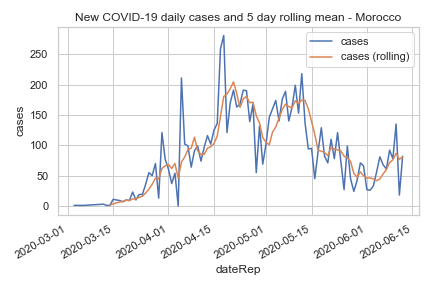 New COVID-19 daily cases and 5 day rolling mean - Morocco
cases
cases (rolling)
cases
250
200
150
100
50
0
2020-03-01
2020-03-15
2020-04-01
2020-04-15
2020-05-01
2020-05-15
2020-06-01
2020-06-15
dateRep